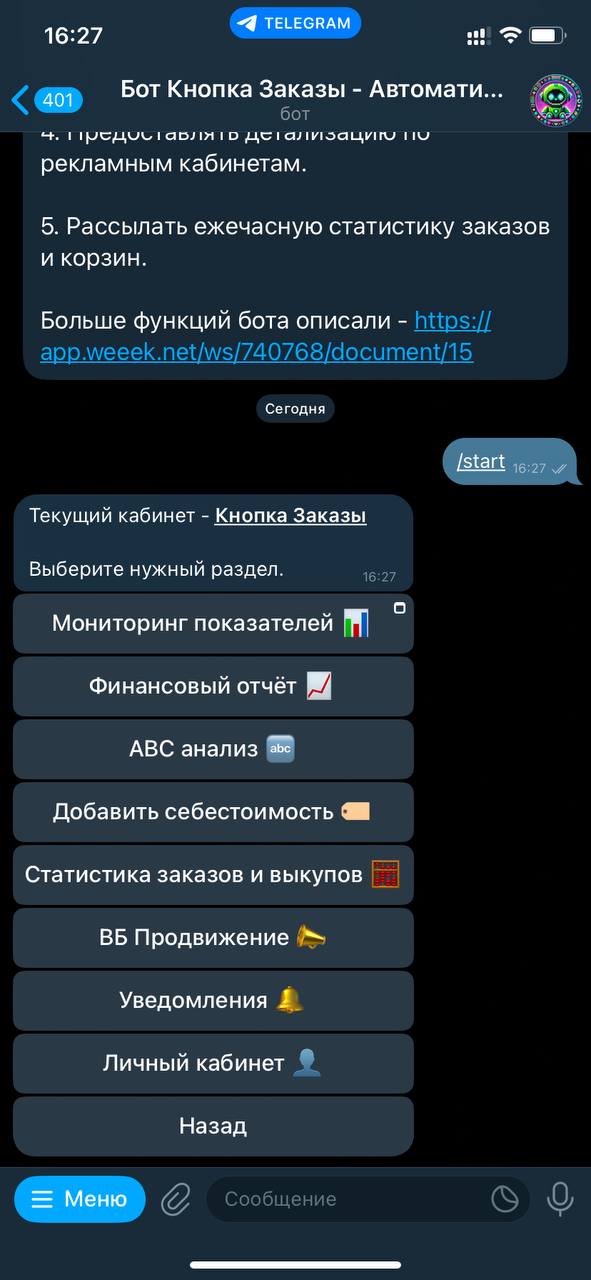 16:27
TELEGRAM
401
Бот Кнопка Заказы - Автомати...
бот
4. Предоставлять детализацию по
рекламным кабинетам.
5. Рассылать ежечасную статистику заказов
и корзин.
Больше функций бота описали - https://
app.weeek.net/ws/740768/document/15
Сегодня
/start 16:27
Текущий кабинет - Кнопка Заказы
Выберите нужный раздел.
16:27
Мониторинг показателей
Финансовый отчёт
ABC анализ abc
Добавить себестоимость
Статистика заказов и выкупов
ВБ Продвижение
Уведомления
Личный кабинет
Назад
Меню
Сообщение